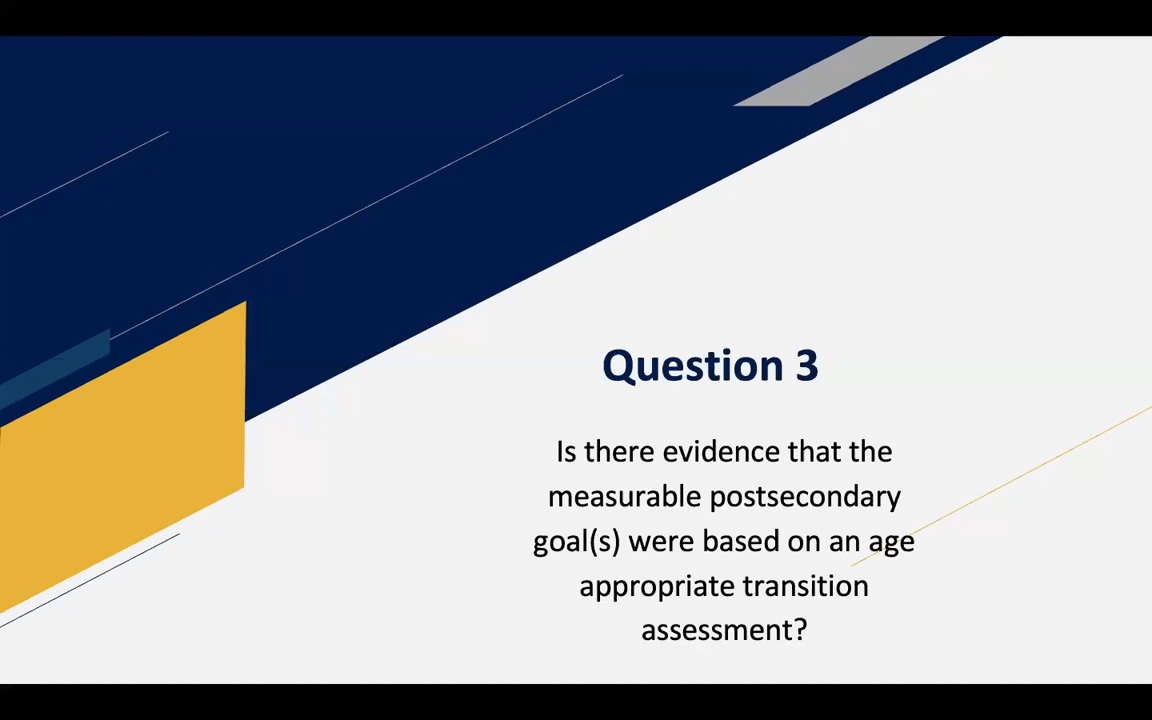 Question 3
Is there evidence that the
measurable postsecondary
goal(s) were based on an age
appropriate transition
assessment?